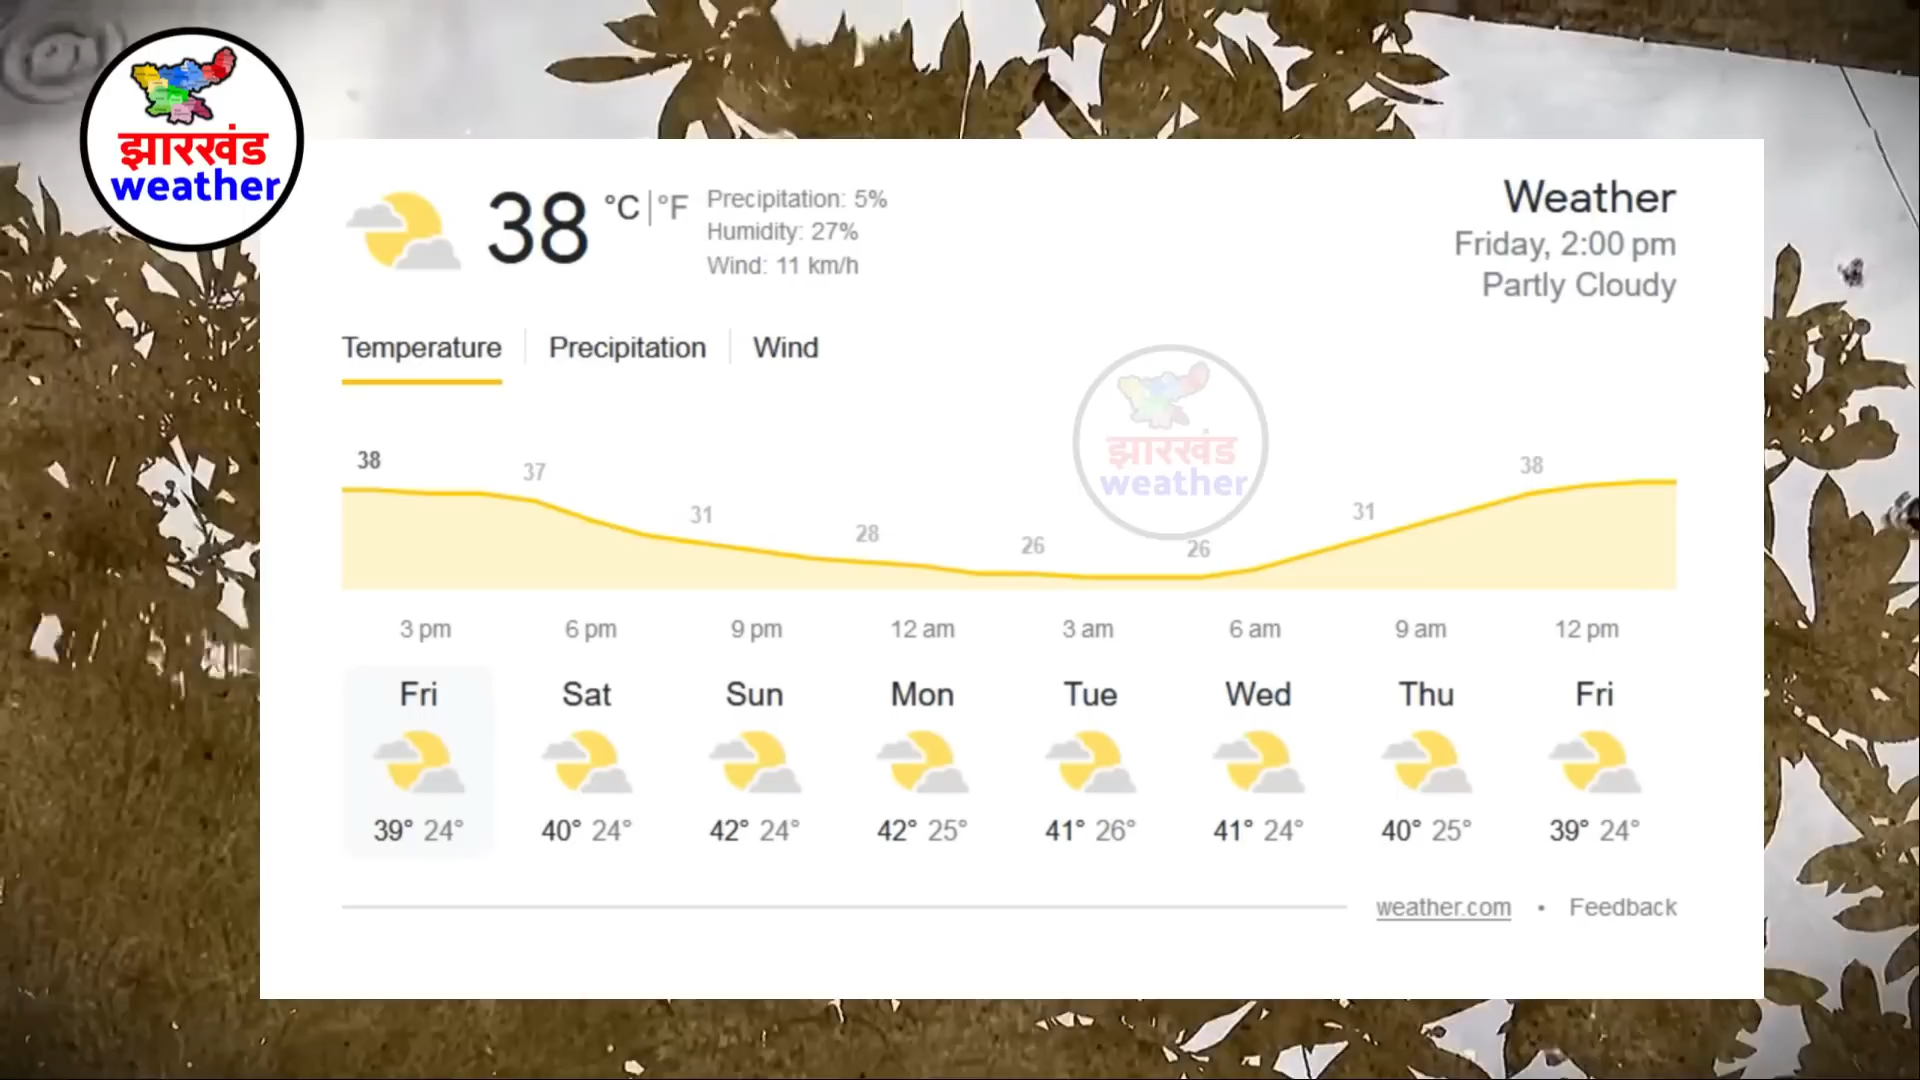 झारखंड
weather
38 °C | °F
Precipitation: 5%
Humidity: 27%
Wind: 11 km/h
Weather
Friday, 2:00 pm
Partly Cloudy
Temperature Precipitation Wind
झारखंड
weather
38 37 31 28 26 26 31 38
3 pm 6 pm 9 pm 12 am 3 am 6 am 9 am 12 pm
Fri Sat Sun Mon Tue Wed Thu Fri
39° 24° 40° 24° 42° 24° 42° 25° 41° 26° 41° 24° 40° 25° 39° 24°
weather.com • Feedback